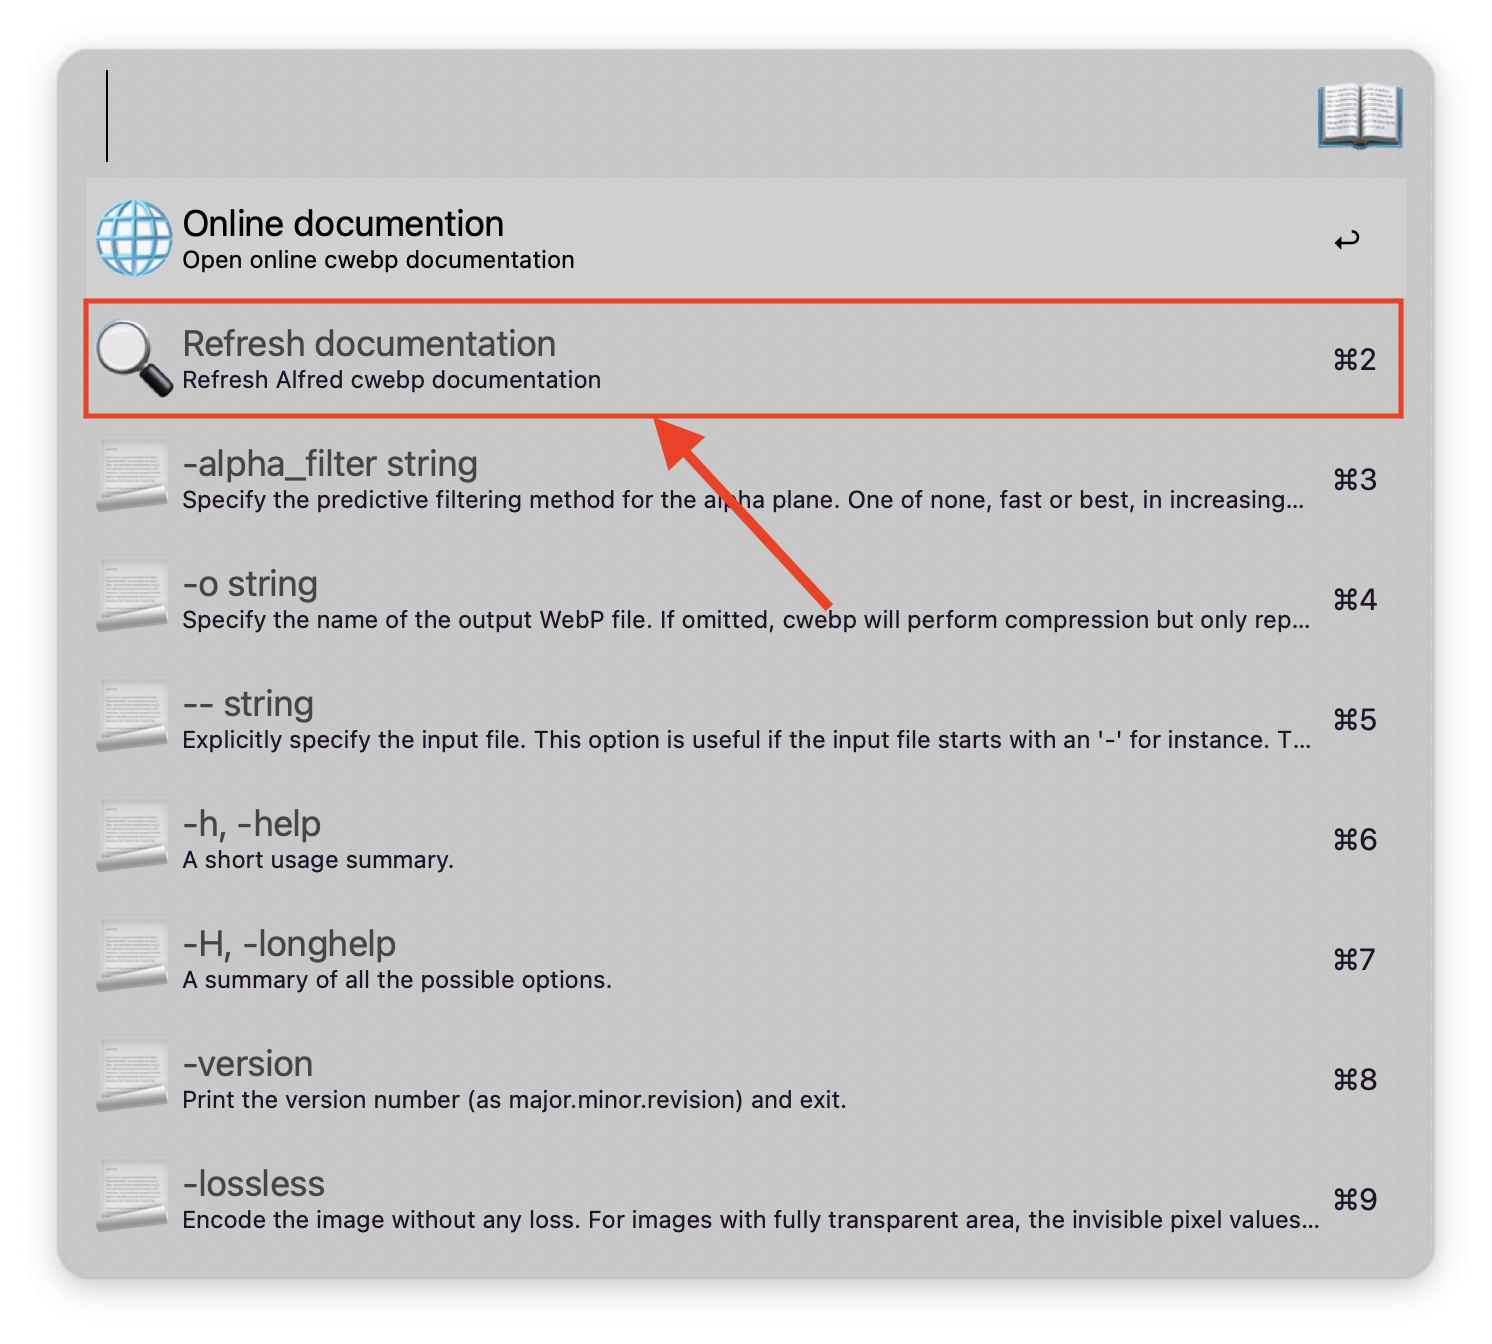 Online documention
Open online cwebp documentation
↩
Refresh documentation
Refresh Alfred cwebp documentation
⌘2
-alpha_filter string
Specify the predictive filtering method for the alpha plane. One of none, fast or best, in increasing...
⌘3
-o string
Specify the name of the output WebP file. If omitted, cwebp will perform compression but only rep...
⌘4
-- string
Explicitly specify the input file. This option is useful if the input file starts with an '-' for instance. T...
⌘5
-h, -help
A short usage summary.
⌘6
-H, -longhelp
A summary of all the possible options.
⌘7
-version
Print the version number (as major.minor.revision) and exit.
⌘8
-lossless
Encode the image without any loss. For images with fully transparent area, the invisible pixel values...
⌘9